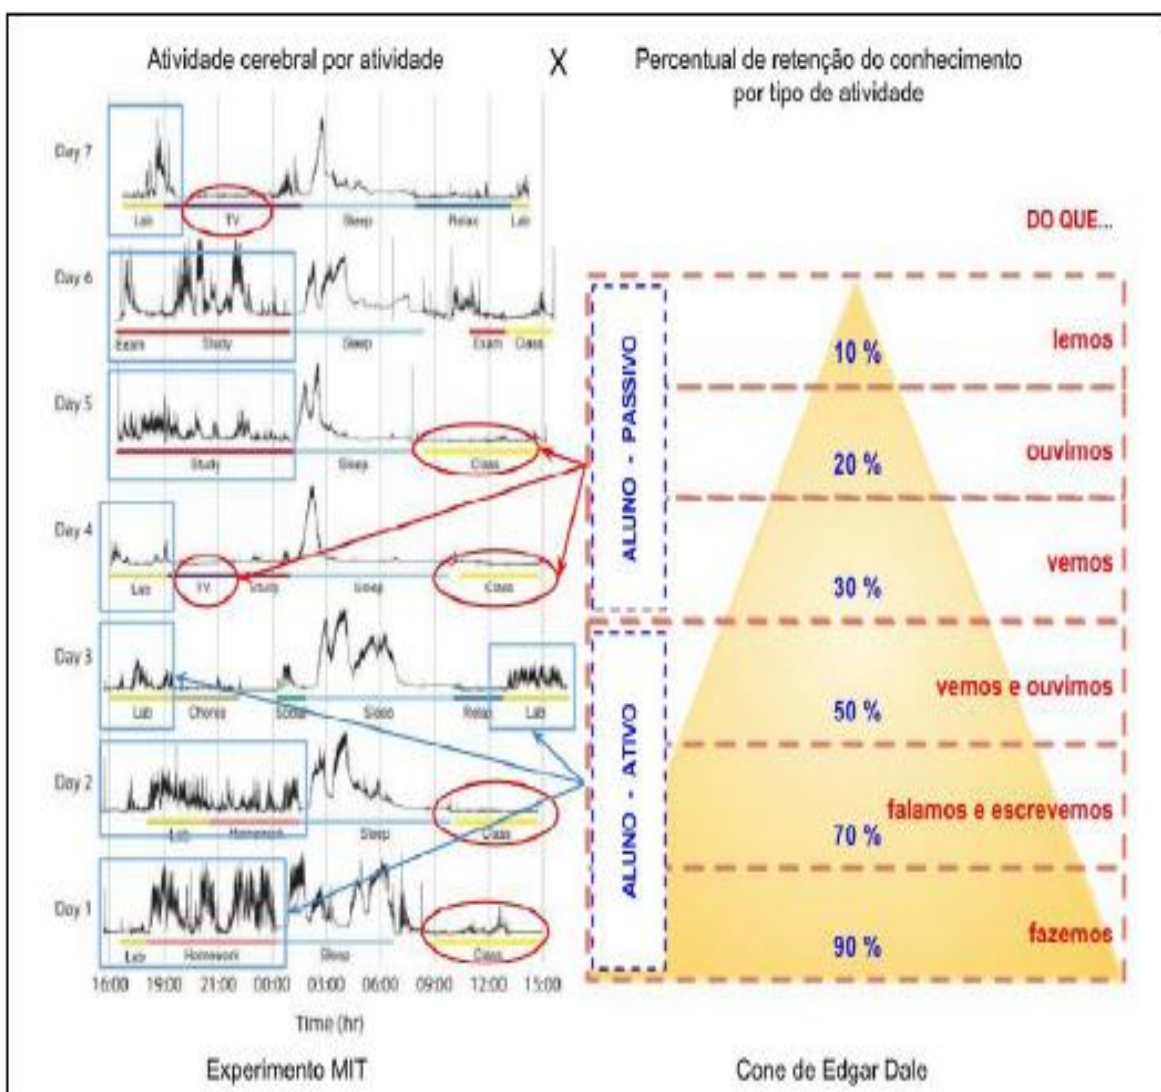 Atividade cerebral por atividade
X
Percentual de retenção do conhecimento
por tipo de atividade
Day 7
Lab TV Sleep Relax Lab
Day 6
Exam Study Sleep Exam Class
Day 5
Study Sleep Class
Day 4
Lab TV Study Sleep Class
Day 3
Lab Chores Social Sleep Relax Lab
Day 2
Lab Homework Sleep Class
Day 1
Lab Homework Sleep Class
16:00 19:00 21:00 00:00 03:00 06:00 09:00 12:00 15:00
Time (hr)
Experimento MIT
DO QUE...
ALUNO - PASSIVO
10 % lemos
20 % ouvimos
30 % vemos
ALUNO - ATIVO
50 % vemos e ouvimos
70 % falamos e escrevemos
90 % fazemos
Cone de Edgar Dale